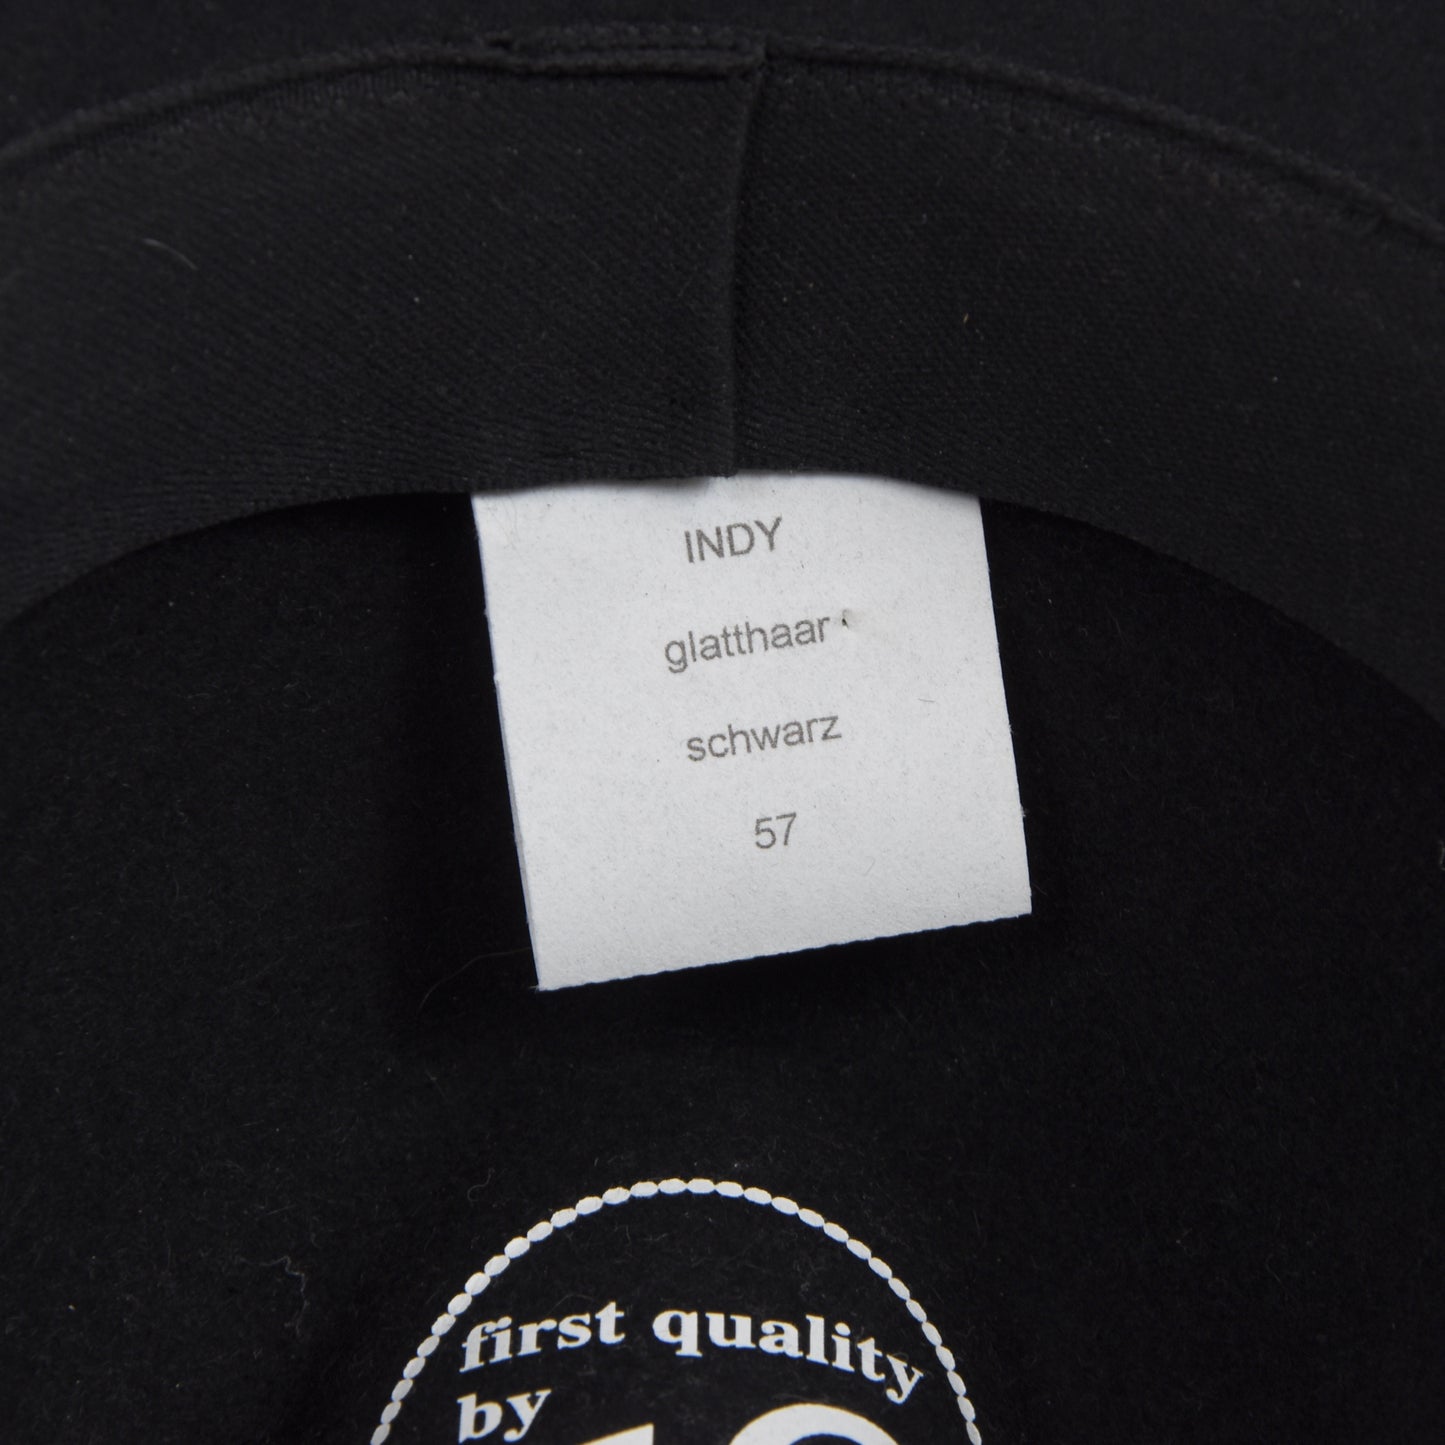 INDY
glatthaar
schwarz
57
first quality
by